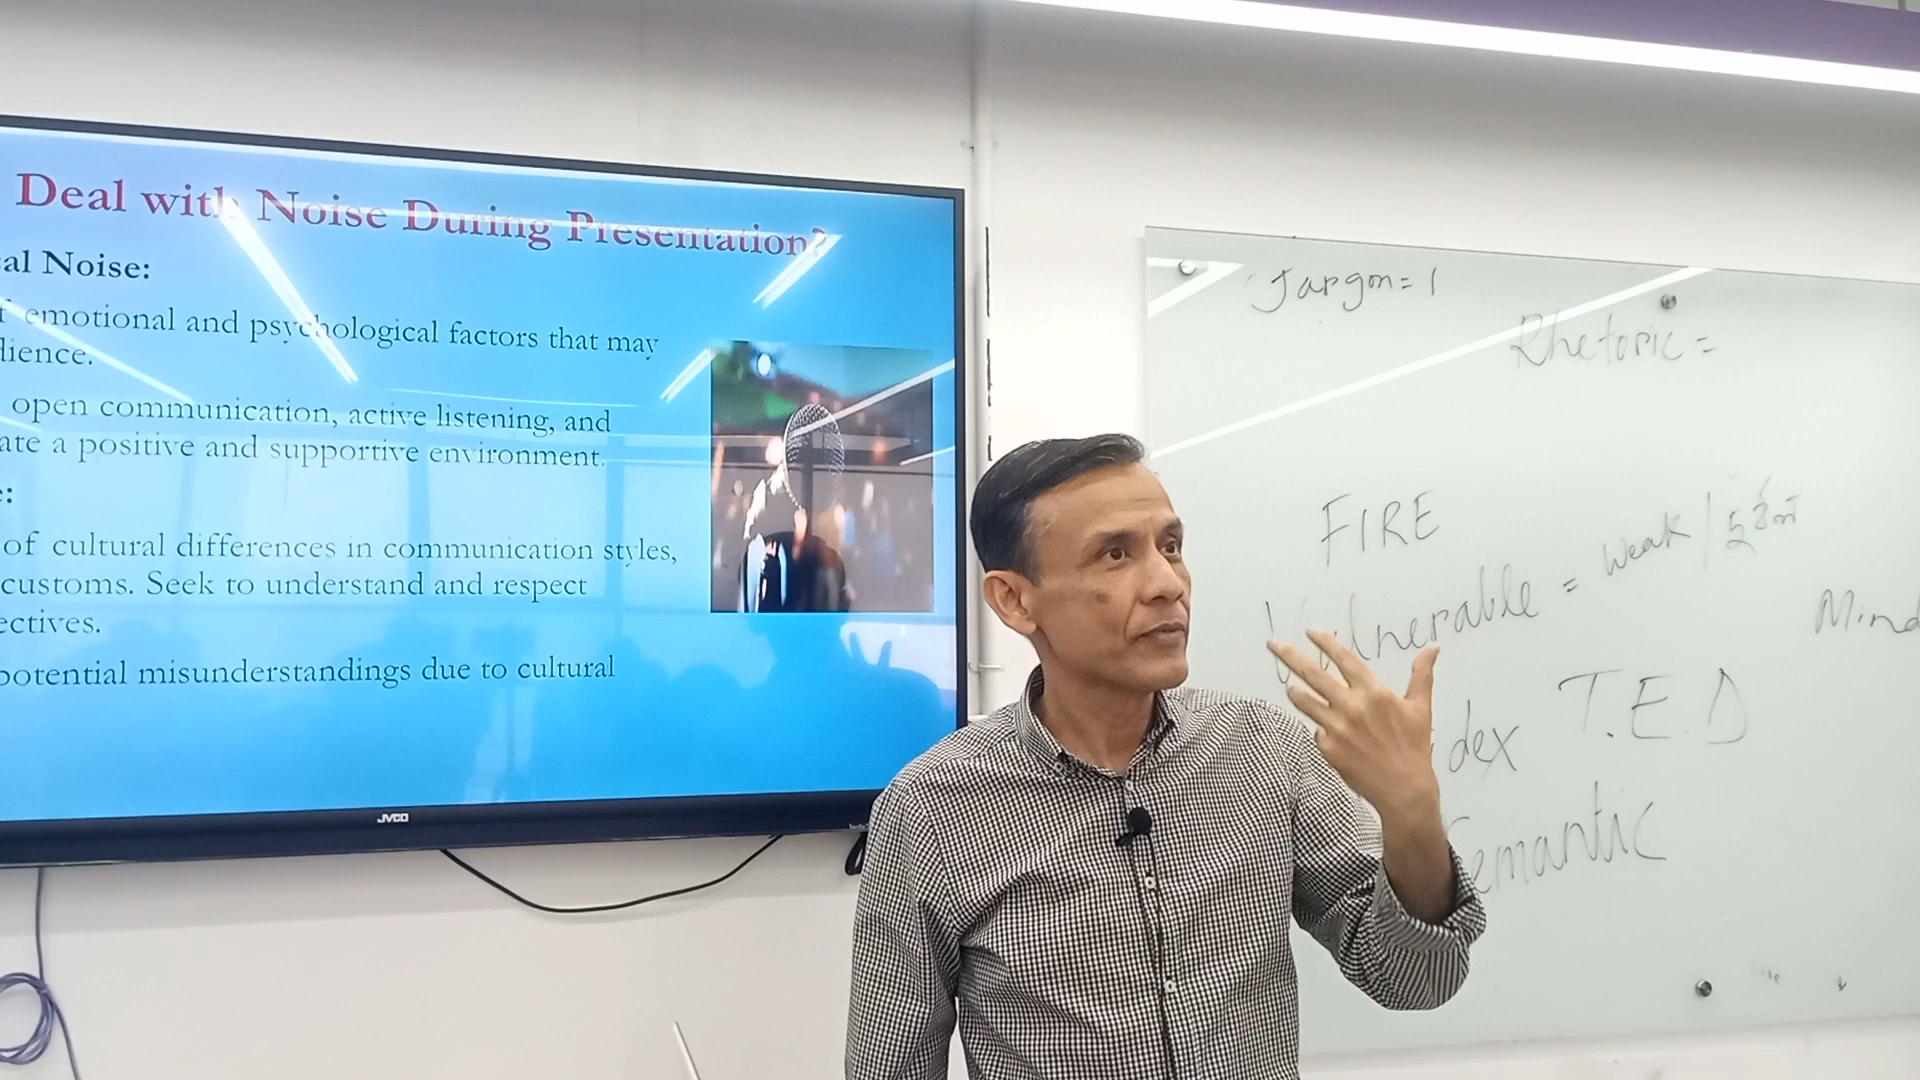 Deal with Noise During Presentation?
al Noise:
emotional and psychological factors that may
dience.
open communication, active listening, and
ate a positive and supportive environment.
e:
of cultural differences in communication styles,
customs. Seek to understand and respect
ectives.
potential misunderstandings due to cultural
JVCO
Jargon = 1
Rhetoric =
FIRE
Vulnerable = weak /
Mind
dex T.E.D
emantic